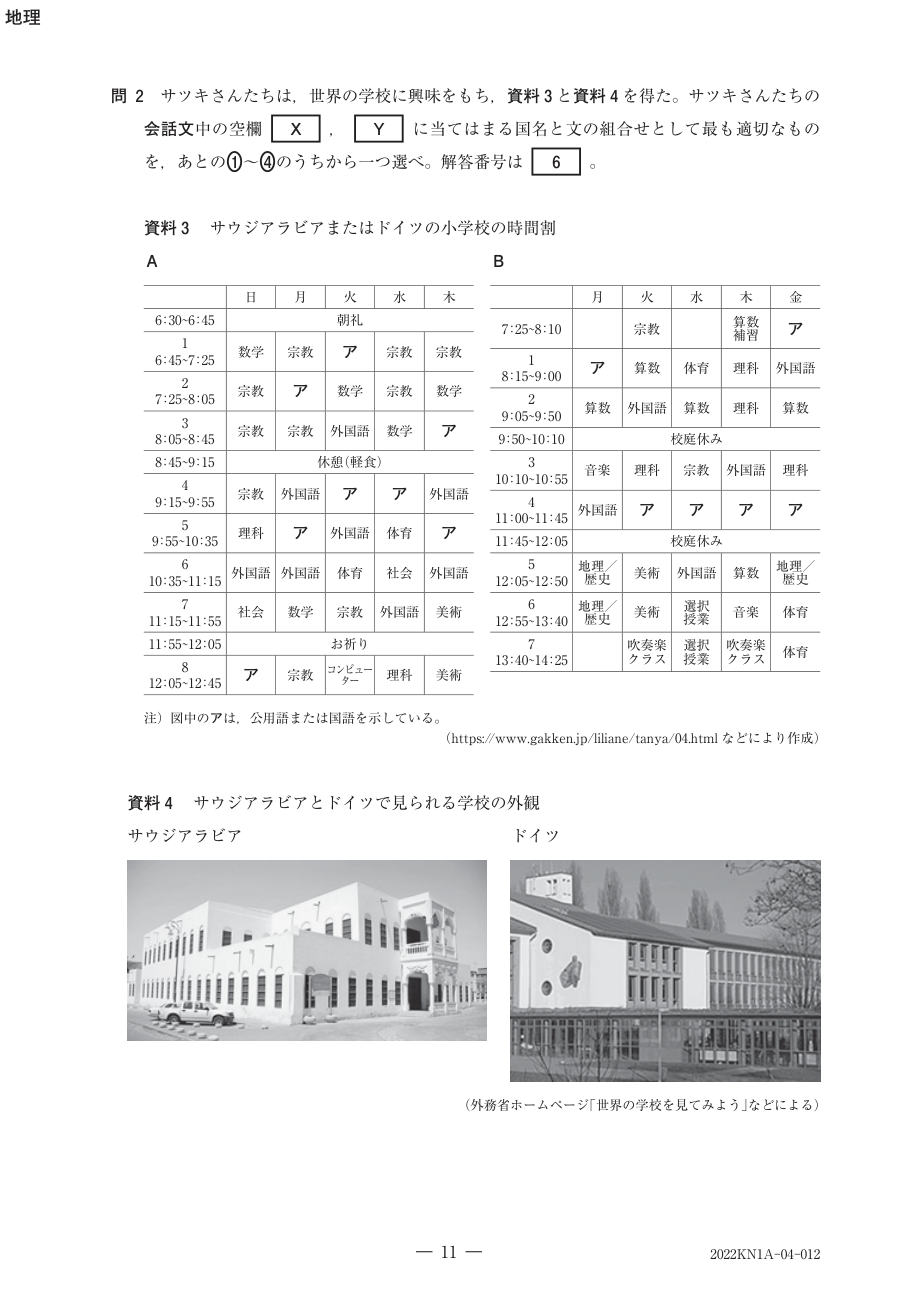 地理
問 2 サツキさんたちは，世界の学校に興味をもち，資料 3 と資料 4 を得た。サツキさんたちの
会話文中の空欄 X ， Y に当てはまる国名と文の組合せとして最も適切なもの
を，あとの①～④のうちから一つ選べ。解答番号は 6 。
資料 3 サウジアラビアまたはドイツの小学校の時間割
A
日 月 火 水 木
6:30~6:45 朝礼
1 6:45~7:25 数学 宗教 ア 宗教 宗教
2 7:25~8:05 宗教 ア 数学 宗教 数学
3 8:05~8:45 宗教 宗教 外国語 数学 ア
8:45~9:15 休憩(軽食)
4 9:15~9:55 宗教 外国語 ア ア 外国語
5 9:55~10:35 理科 ア 外国語 体育 ア
6 10:35~11:15 外国語 外国語 体育 社会 外国語
7 11:15~11:55 社会 数学 宗教 外国語 美術
11:55~12:05 お祈り
8 12:05~12:45 ア 宗教 コンピューター 理科 美術
B
月 火 水 木 金
7:25~8:10 宗教 算数補習 ア
1 8:15~9:00 ア 算数 体育 理科 外国語
2 9:05~9:50 算数 外国語 算数 理科 算数
9:50~10:10 校庭休み
3 10:10~10:55 音楽 理科 宗教 外国語 理科
4 11:00~11:45 外国語 ア ア ア ア
11:45~12:05 校庭休み
5 12:05~12:50 地理／歴史 美術 外国語 算数 地理／歴史
6 12:55~13:40 地理／歴史 美術 選択授業 音楽 体育
7 13:40~14:25 吹奏楽クラス 選択授業 吹奏楽クラス 体育
注）図中のアは，公用語または国語を示している。
（https://www.gakken.jp/liliane/tanya/04.html などにより作成）
資料 4 サウジアラビアとドイツで見られる学校の外観
サウジアラビア
ドイツ
（外務省ホームページ「世界の学校を見てみよう」などによる）
― 11 ―
2022KN1A-04-012